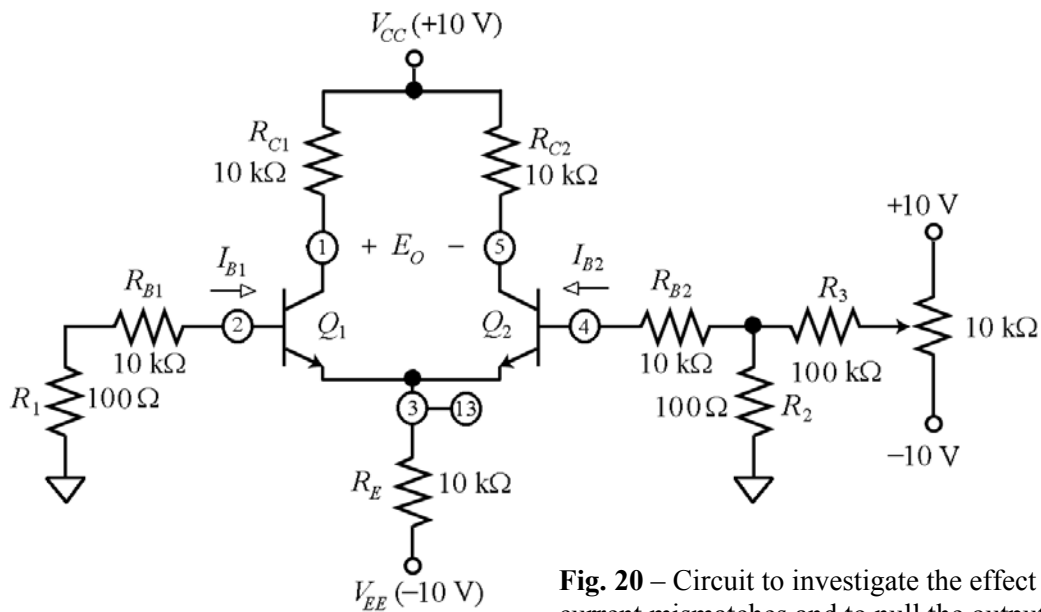 V_CC (+10 V)
R_C1
10 kΩ
R_C2
10 kΩ
+10 V
1
+ E_O −
5
I_B1
I_B2
R_B1
R_B2
R_3
2
Q_1
Q_2
4
10 kΩ
10 kΩ
10 kΩ
100 kΩ
R_1
100 Ω
100 Ω
R_2
3
13
−10 V
R_E
10 kΩ
V_EE (−10 V)
Fig. 20 – Circuit to investigate the effect